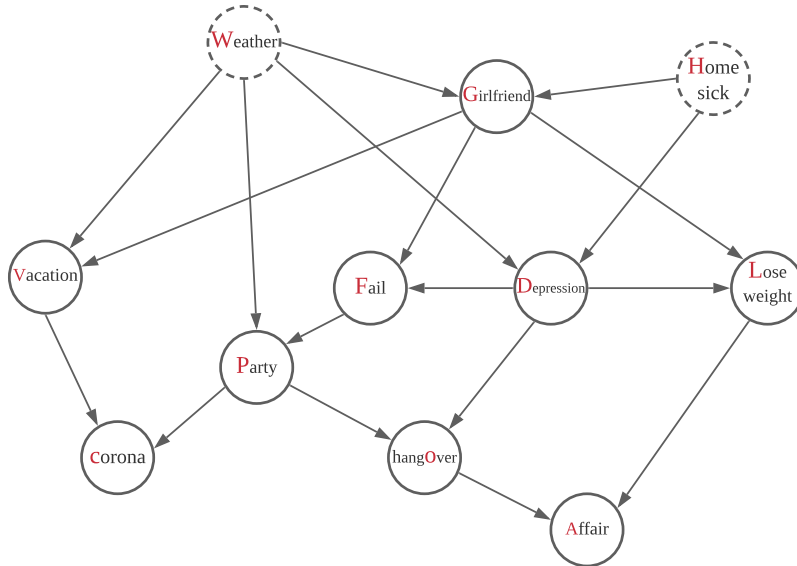 Weather
Girlfriend
Home
sick
Vacation
Fail
Depression
Lose
weight
Party
corona
hangover
Affair